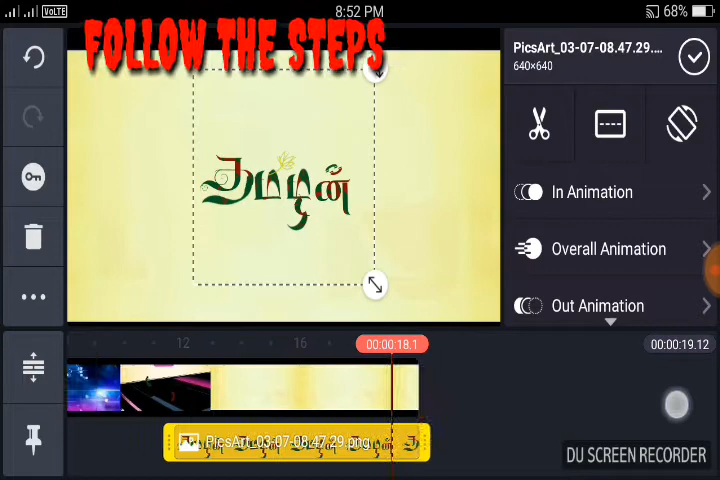 VoLTE
8:52 PM
68%
FOLLOW THE STEPS
PicsArt_03-07-08.47.29....
640×640
தமிழன்
In Animation
Overall Animation
Out Animation
12
16
00:00:18.1
00:00:19.12
PicsArt_03-07-08.47.29.png
DU SCREEN RECORDER